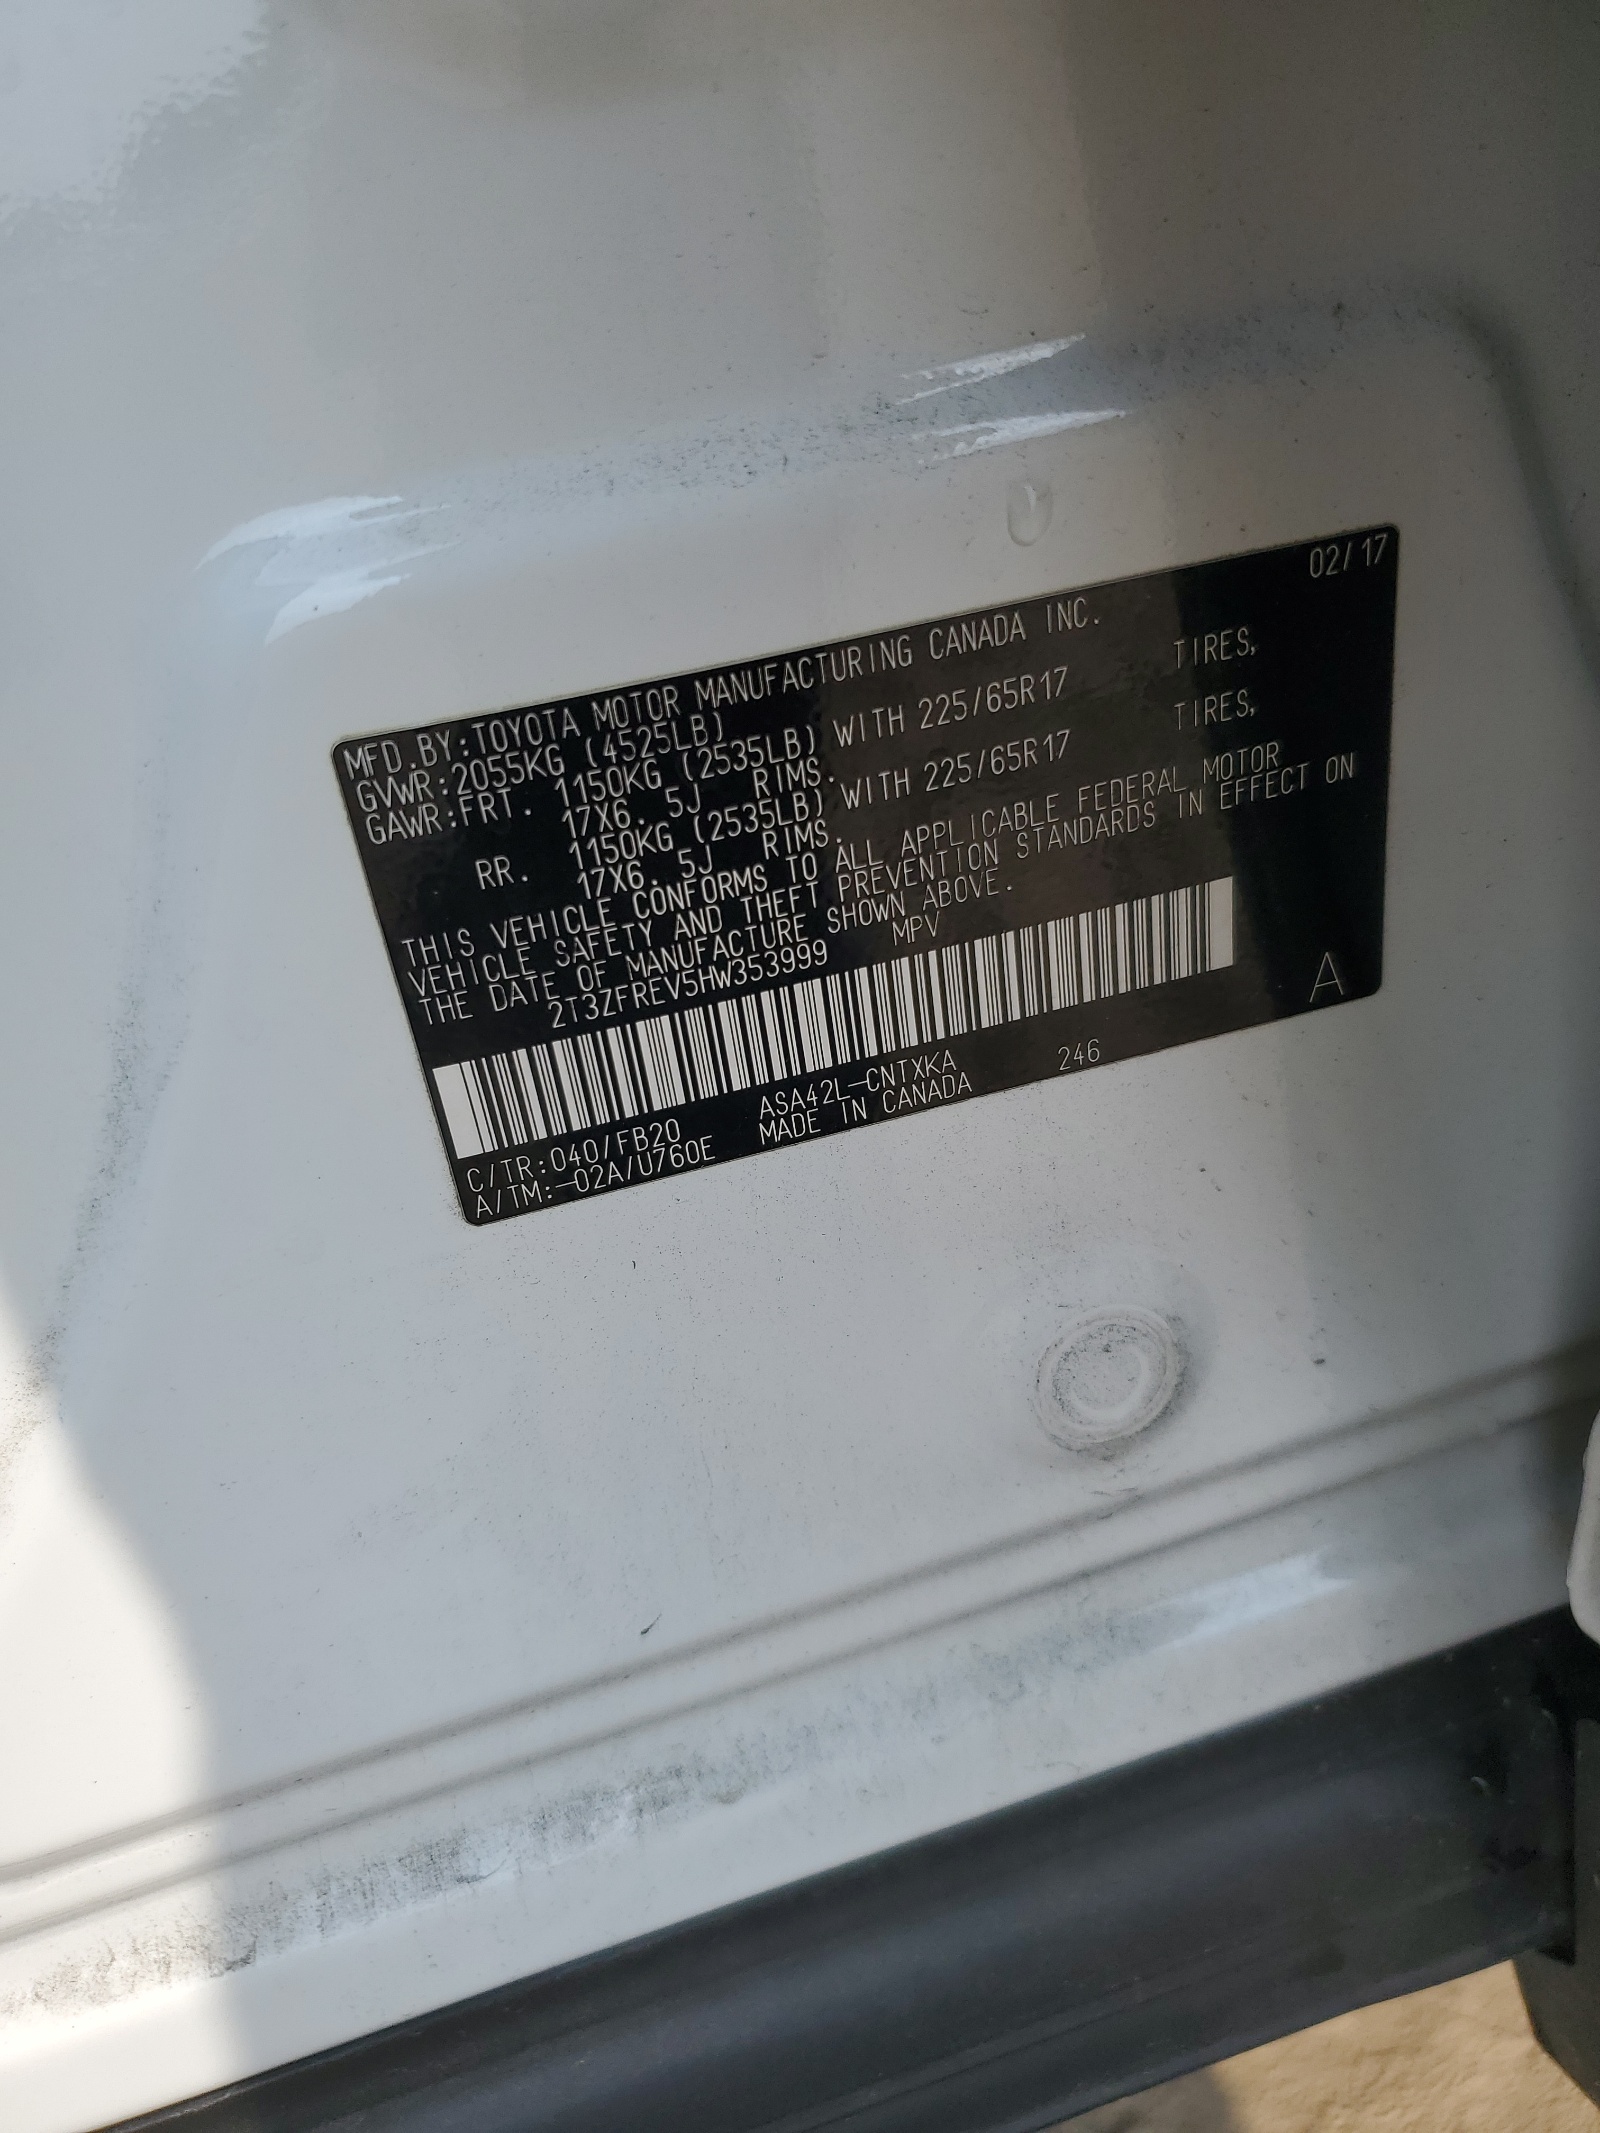 02/17
MFD.BY:TOYOTA MOTOR MANUFACTURING CANADA INC.
GVWR:2055KG (4525LB)
GAWR:FRT. 1150KG (2535LB) WITH 225/65R17 TIRES,
17X6.5J RIMS.
RR. 1150KG (2535LB) WITH 225/65R17 TIRES,
17X6.5J RIMS.
THIS VEHICLE CONFORMS TO ALL APPLICABLE FEDERAL MOTOR
VEHICLE SAFETY AND THEFT PREVENTION STANDARDS IN EFFECT ON
THE DATE OF MANUFACTURE SHOWN ABOVE.
2T3ZFREV5HW353999 MPV
A
C/TR:040/FB20 ASA42L-CNTXKA 246
A/TM:-02A/U760E MADE IN CANADA